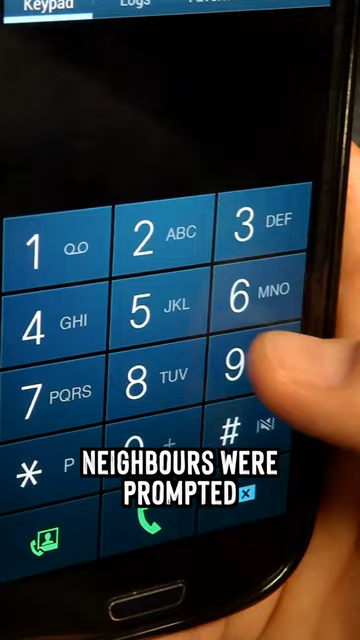 Keypad Logs
1
2 ABC
3 DEF
4 GHI
5 JKL
6 MNO
7 PQRS
8 TUV
9
* P
+
#
NEIGHBOURS WERE
PROMPTED